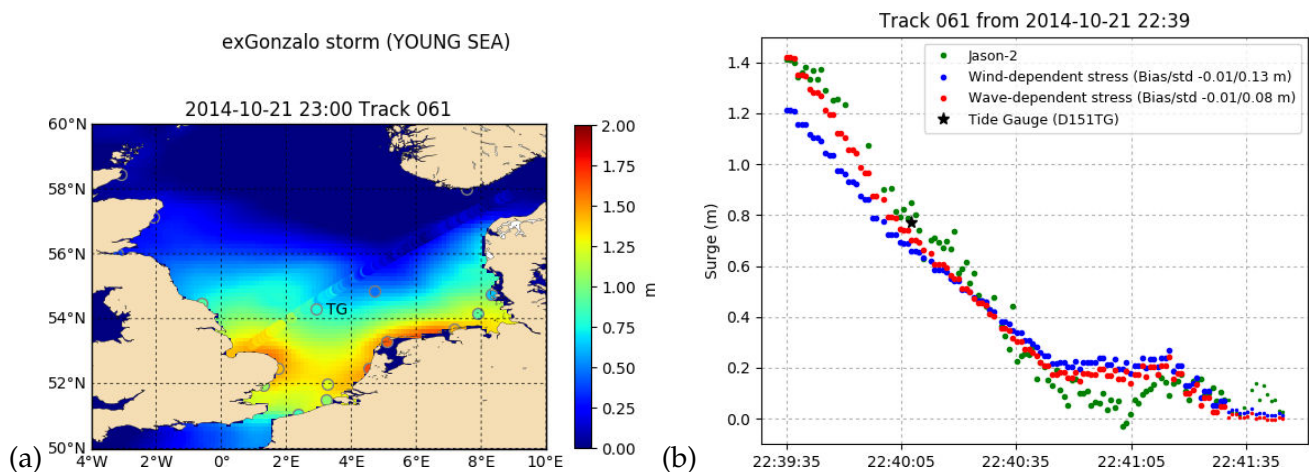 exGonzalo storm (YOUNG SEA)
2014-10-21 23:00 Track 061
60°N
58°N
56°N
54°N
52°N
50°N
4°W
2°W
0°
2°E
4°E
6°E
8°E
10°E
TG
2.00
1.75
1.50
1.25
1.00
0.75
0.50
0.25
0.00
m
(a)
Track 061 from 2014-10-21 22:39
Jason-2
Wind-dependent stress (Bias/std -0.01/0.13 m)
Wave-dependent stress (Bias/std -0.01/0.08 m)
Tide Gauge (D151TG)
Surge (m)
1.4
1.2
1.0
0.8
0.6
0.4
0.2
0.0
22:39:35
22:40:05
22:40:35
22:41:05
22:41:35
(b)